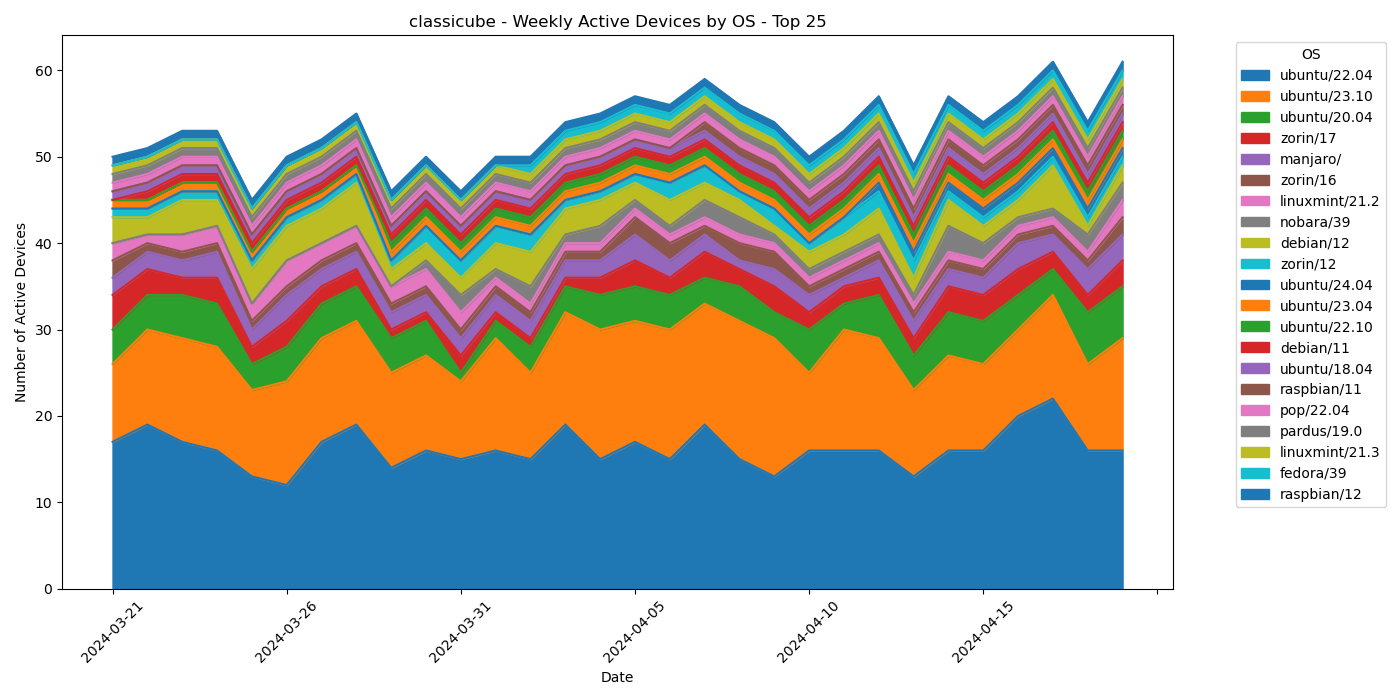 classicube - Weekly Active Devices by OS - Top 25
Number of Active Devices
60
50
40
30
20
10
0
2024-03-21
2024-03-26
2024-03-31
2024-04-05
2024-04-10
2024-04-15
Date
OS
ubuntu/22.04
ubuntu/23.10
ubuntu/20.04
zorin/17
manjaro/
zorin/16
linuxmint/21.2
nobara/39
debian/12
zorin/12
ubuntu/24.04
ubuntu/23.04
ubuntu/22.10
debian/11
ubuntu/18.04
raspbian/11
pop/22.04
pardus/19.0
linuxmint/21.3
fedora/39
raspbian/12